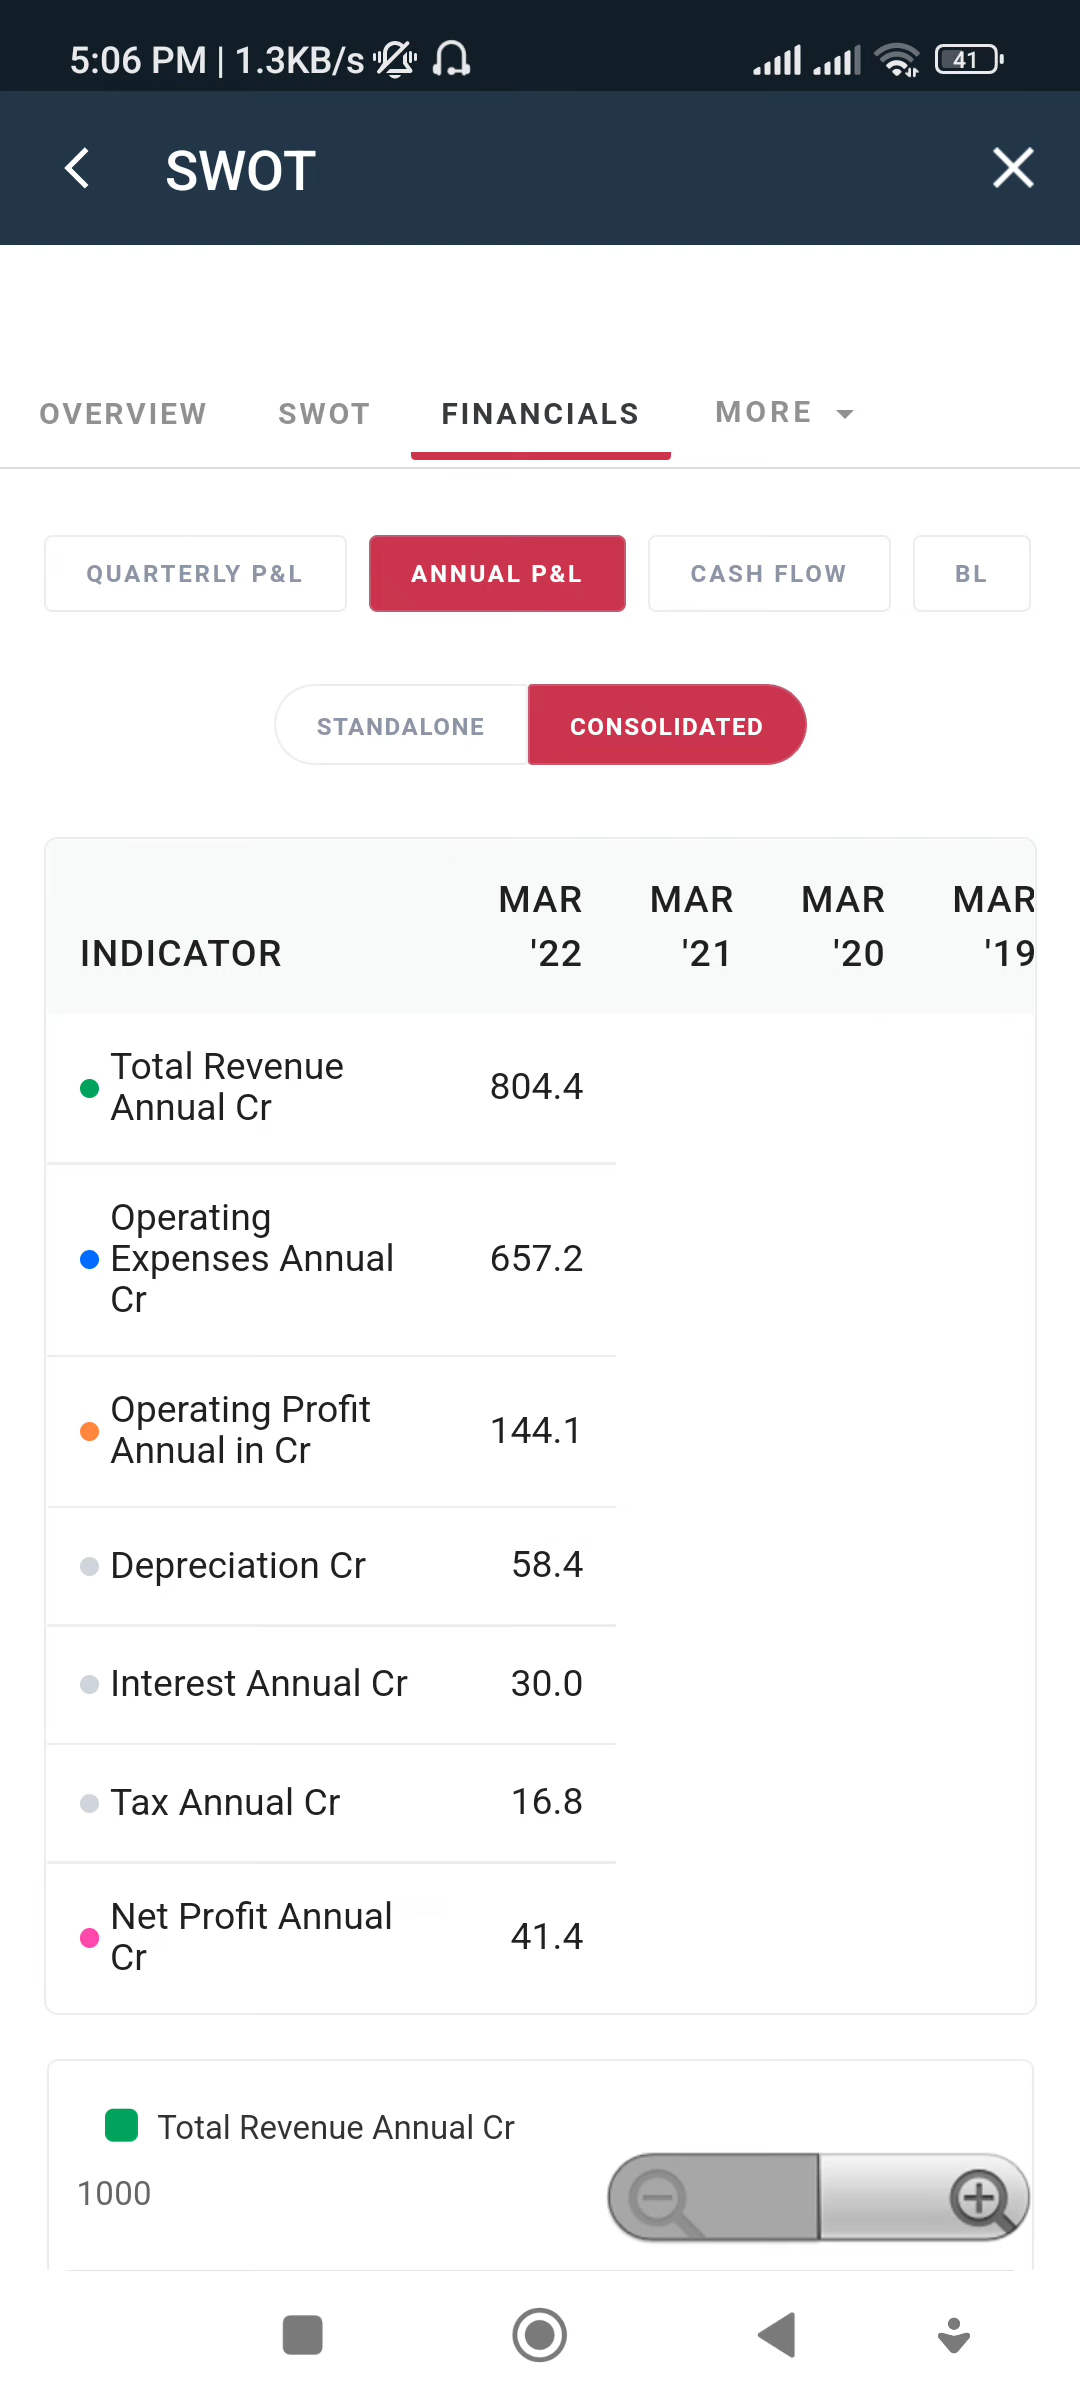 5:06 PM | 1.3KB/s 41
SWOT
OVERVIEW SWOT FINANCIALS MORE
QUARTERLY P&L ANNUAL P&L CASH FLOW BL
STANDALONE CONSOLIDATED
MAR MAR MAR MAR
INDICATOR '22 '21 '20 '19
Total Revenue
Annual Cr 804.4
Operating
Expenses Annual 657.2
Cr
Operating Profit
Annual in Cr 144.1
Depreciation Cr 58.4
Interest Annual Cr 30.0
Tax Annual Cr 16.8
Net Profit Annual
Cr 41.4
Total Revenue Annual Cr
1000